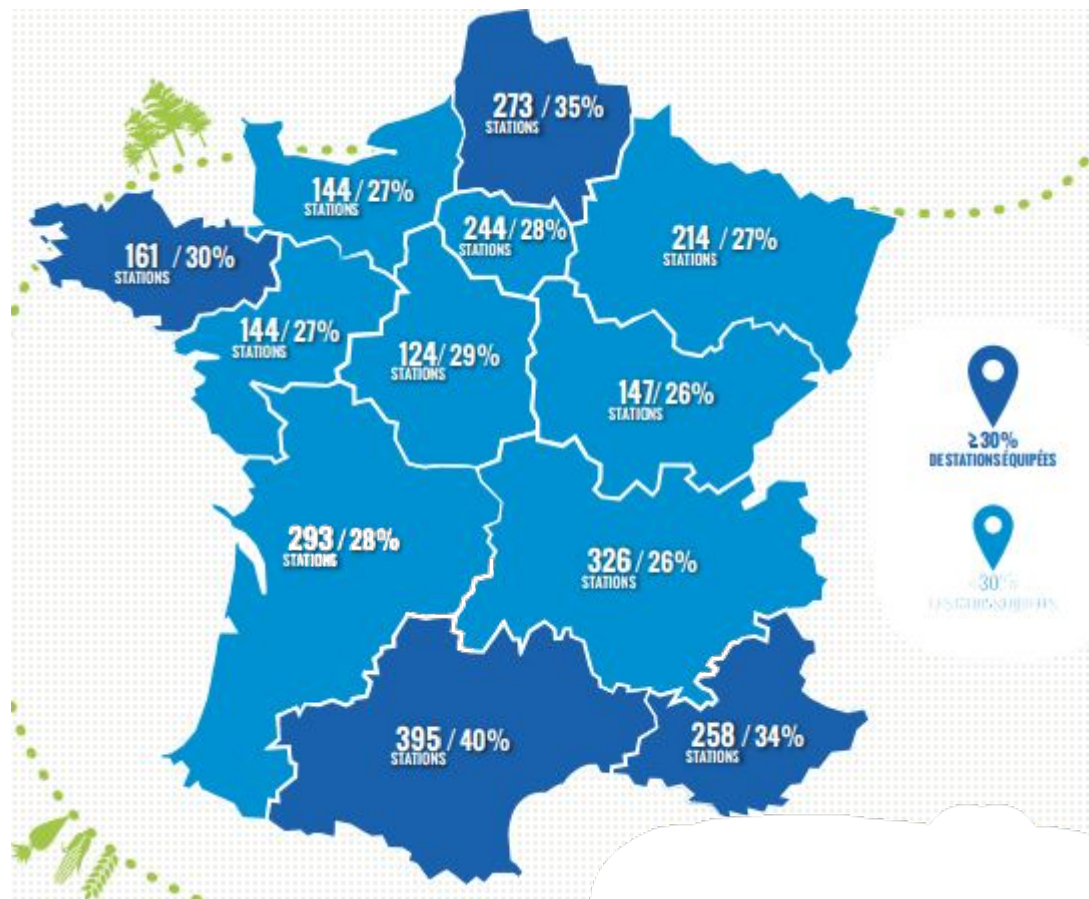 273 / 35%
STATIONS
144 / 27%
STATIONS
244 / 28%
STATIONS
214 / 27%
STATIONS
161 / 30%
STATIONS
144 / 27%
STATIONS
124 / 29%
STATIONS
147 / 26%
STATIONS
≥30%
DE STATIONS ÉQUIPÉES
30%
293 / 28%
STATIONS
326 / 26%
STATIONS
395 / 40%
STATIONS
258 / 34%
STATIONS